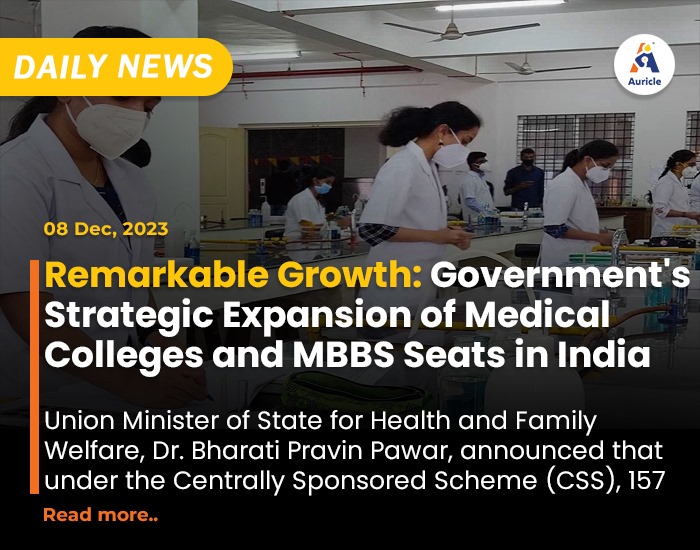 DAILY NEWS
Auricle
08 Dec, 2023
Remarkable Growth: Government's
Strategic Expansion of Medical
Colleges and MBBS Seats in India
Union Minister of State for Health and Family
Welfare, Dr. Bharati Pravin Pawar, announced that
under the Centrally Sponsored Scheme (CSS), 157
Read more..